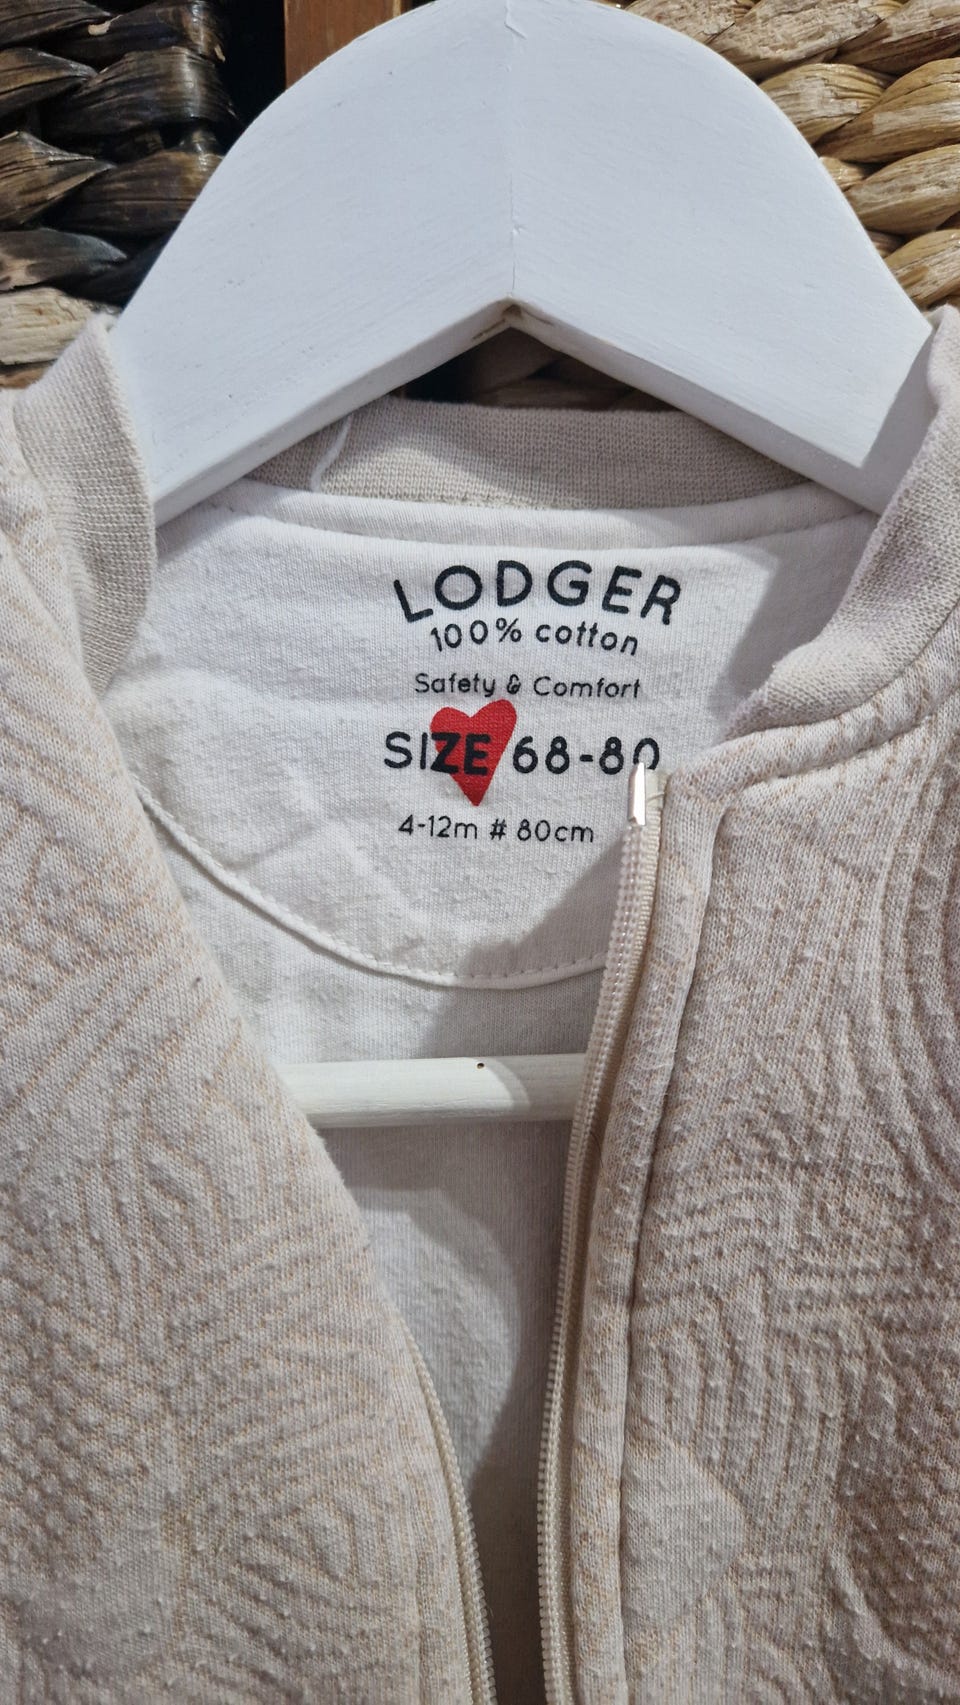 LODGER
100% cotton
Safety & Comfort
SIZE 68-80
4-12m # 80cm